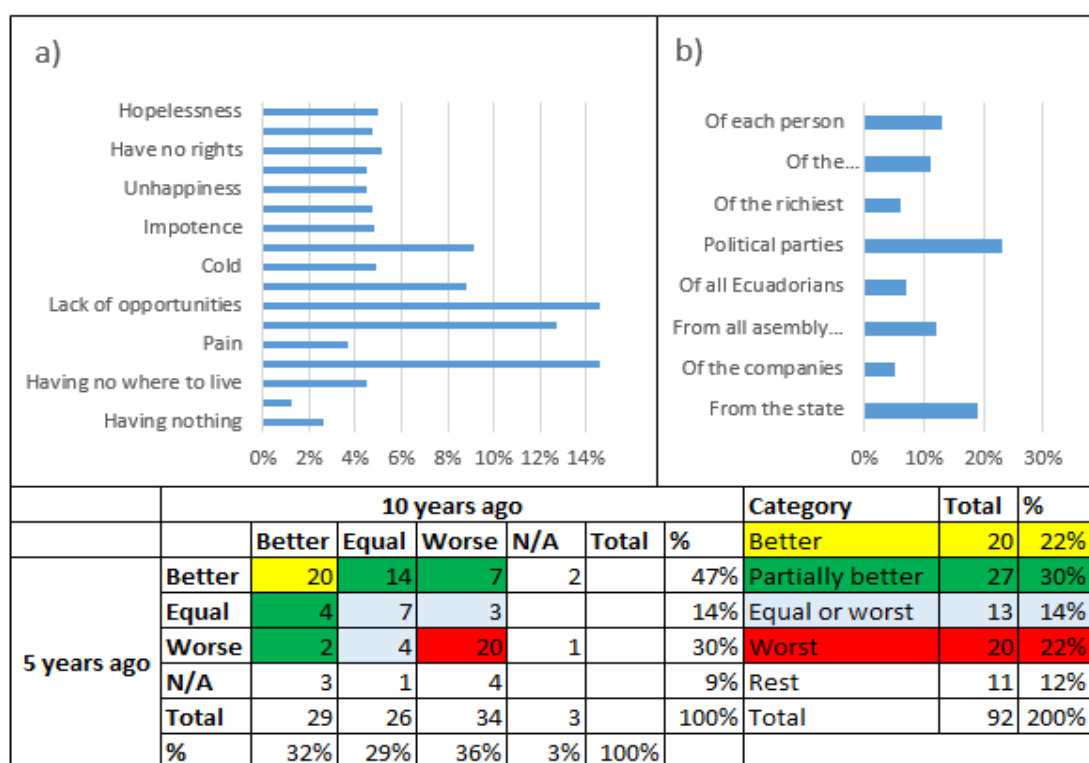 a)
Hopelessness
Have no rights
Unhappiness
Impotence
Cold
Lack of opportunities
Pain
Having no where to live
Having nothing
0% 2% 4% 6% 8% 10% 12% 14%
b)
Of each person
Of the...
Of the richiest
Political parties
Of all Ecuadorians
From all asembly...
Of the companies
From the state
0% 10% 20% 30%
10 years ago Category Total %
Better Equal Worse N/A Total % Better 20 22%
5 years ago
Better 20 14 7 2 47% Partially better 27 30%
Equal 4 7 3 14% Equal or worst 13 14%
Worse 2 4 20 1 30% Worst 20 22%
N/A 3 1 4 9% Rest 11 12%
Total 29 26 34 3 100% Total 92 200%
% 32% 29% 36% 3% 100%